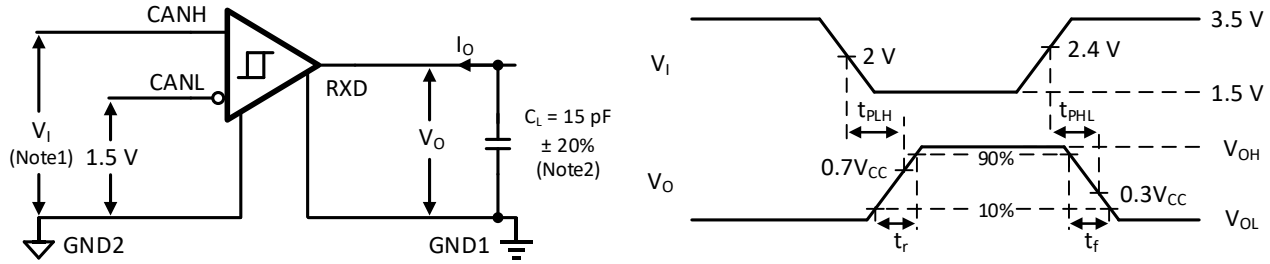 CANH
CANL
V_I
(Note1)
1.5 V
GND2
RXD
I_O
V_O
C_L = 15 pF
± 20%
(Note2)
GND1
V_I
2 V
2.4 V
3.5 V
1.5 V
t_PLH
t_PHL
V_O
0.7V_CC
90%
10%
0.3V_CC
V_OH
V_OL
t_r
t_f